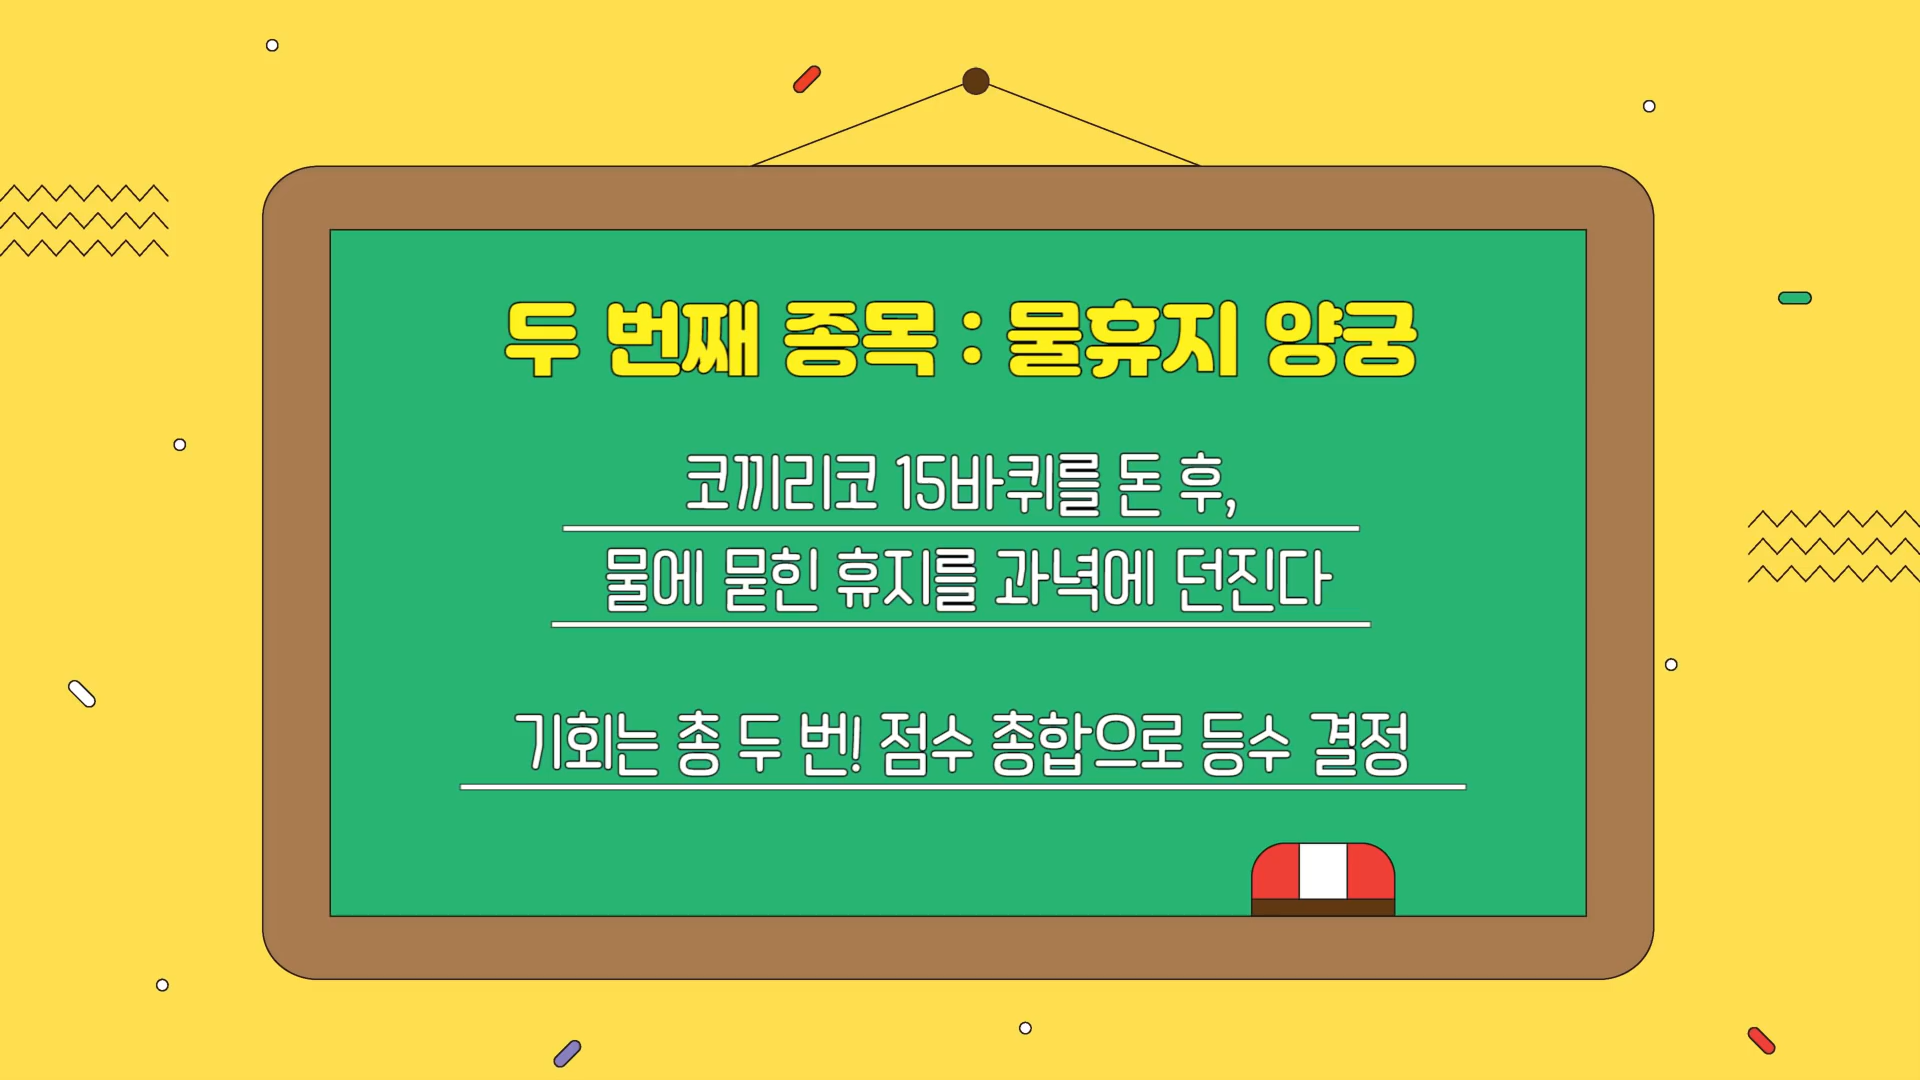 두 번째 종목 : 물휴지 양궁
코끼리코 15바퀴를 돈 후,
물에 묻힌 휴지를 과녁에 던진다
기회는 총 두 번! 점수 총합으로 등수 결정